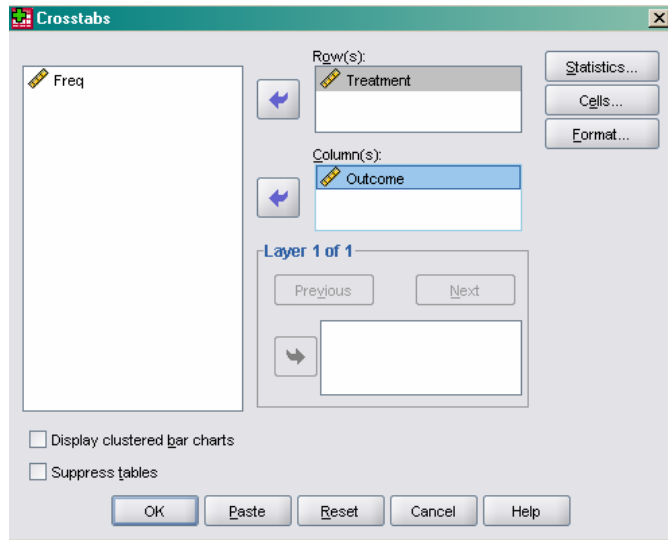 Crosstabs
Freq
Row(s):
Treatment
Column(s):
Outcome
Layer 1 of 1
Previous Next
Statistics...
Cells...
Format...
Display clustered bar charts
Suppress tables
OK Paste Reset Cancel Help